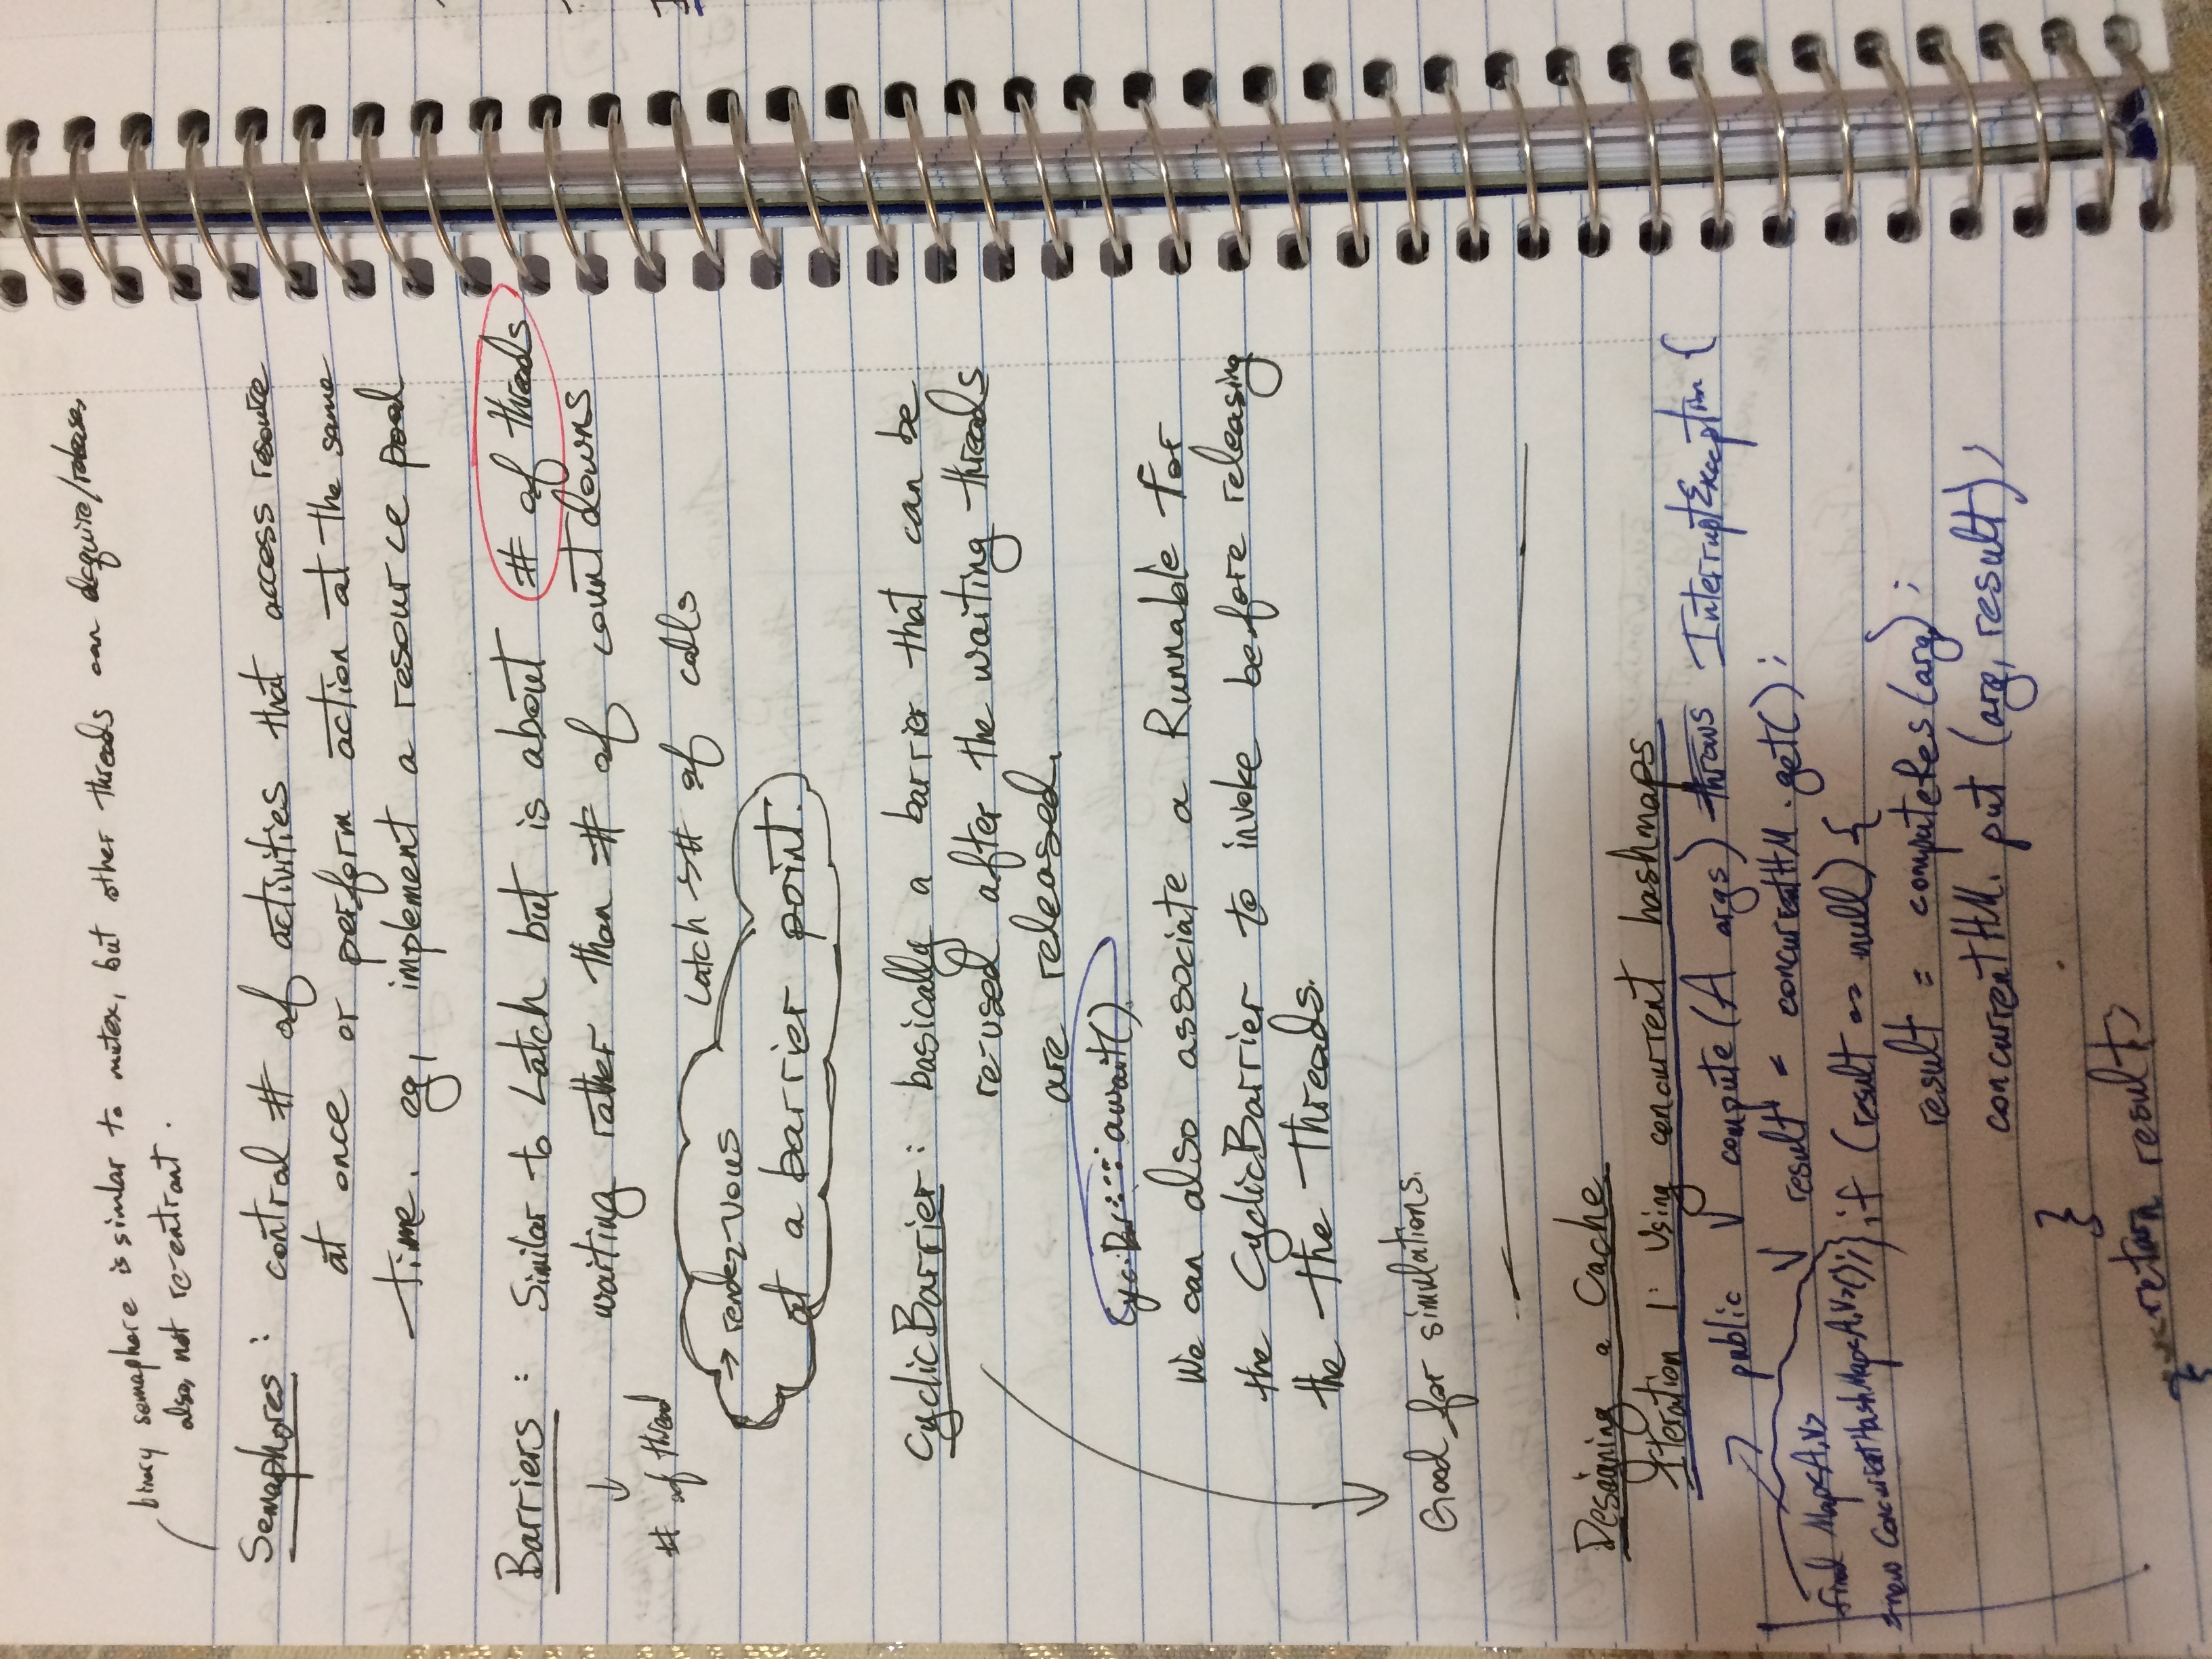 binary semaphore is similar to mutex, but other threads can acquire/release,
also, not re-entrant.
Semaphores : control # of activities that access resource
at once or perform action at the same
time. eg, implement a resource pool
Barriers : Similar to Latch but is about # of threads
waiting rather than # of countdowns
↓
# of thread
Latch → # of calls
→ rendez-vous
at a barrier point.
CyclicBarrier : basically a barrier that can be
re-used after the waiting threads
are released.
await().
We can also associate a Runnable for
the CyclicBarrier to invoke before releasing
the the threads.
Good for simulations.
Designing a Cache
Iteration 1: Using concurrent hashmaps
public V compute(A args) throws InterruptException {
V result = concurrentHM.get();
final Map<A,V>
= new ConcurrentHashMap<A,V>();
if (result == null) {
result = computeRes(arg);
concurrentHM.put (arg, result);
}
return result;
}